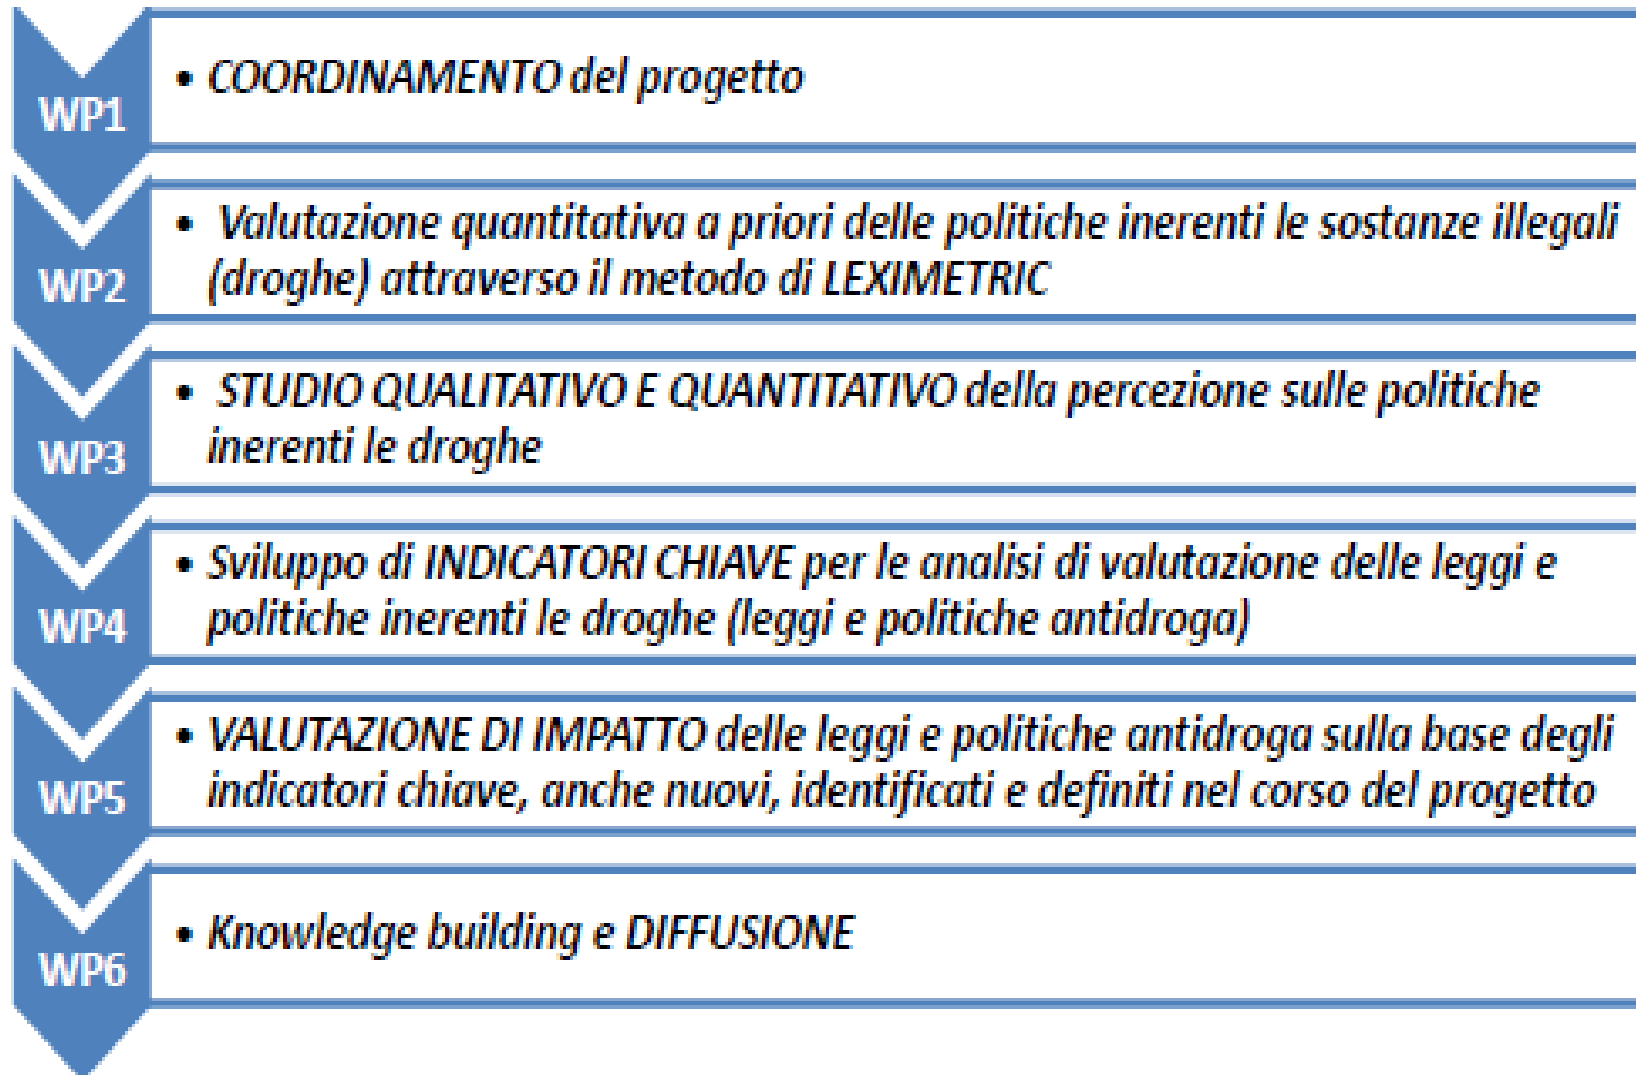 WP1
• COORDINAMENTO del progetto
WP2
• Valutazione quantitativa a priori delle politiche inerenti le sostanze illegali
(droghe) attraverso il metodo di LEXIMETRIC
WP3
• STUDIO QUALITATIVO E QUANTITATIVO della percezione sulle politiche
inerenti le droghe
WP4
• Sviluppo di INDICATORI CHIAVE per le analisi di valutazione delle leggi e
politiche inerenti le droghe (leggi e politiche antidroga)
WP5
• VALUTAZIONE DI IMPATTO delle leggi e politiche antidroga sulla base degli
indicatori chiave, anche nuovi, identificati e definiti nel corso del progetto
WP6
• Knowledge building e DIFFUSIONE